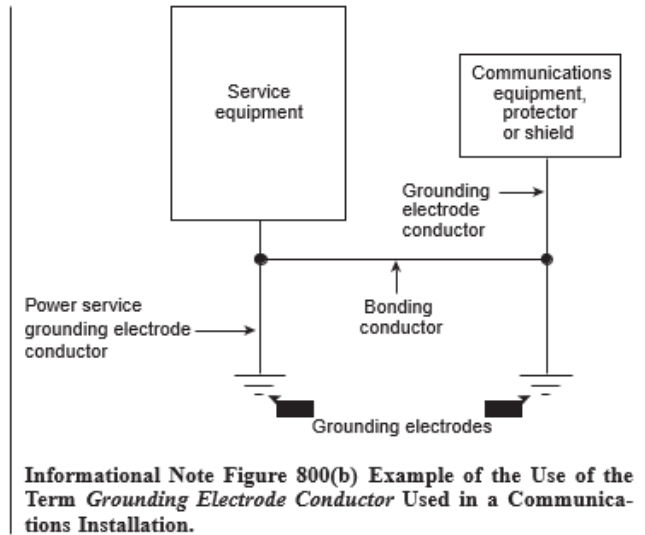 Service
equipment
Communications
equipment,
protector
or shield
Grounding
electrode
conductor
Power service
grounding electrode
conductor
Bonding
conductor
Grounding electrodes
Informational Note Figure 800(b) Example of the Use of the
Term Grounding Electrode Conductor Used in a Communica-
tions Installation.